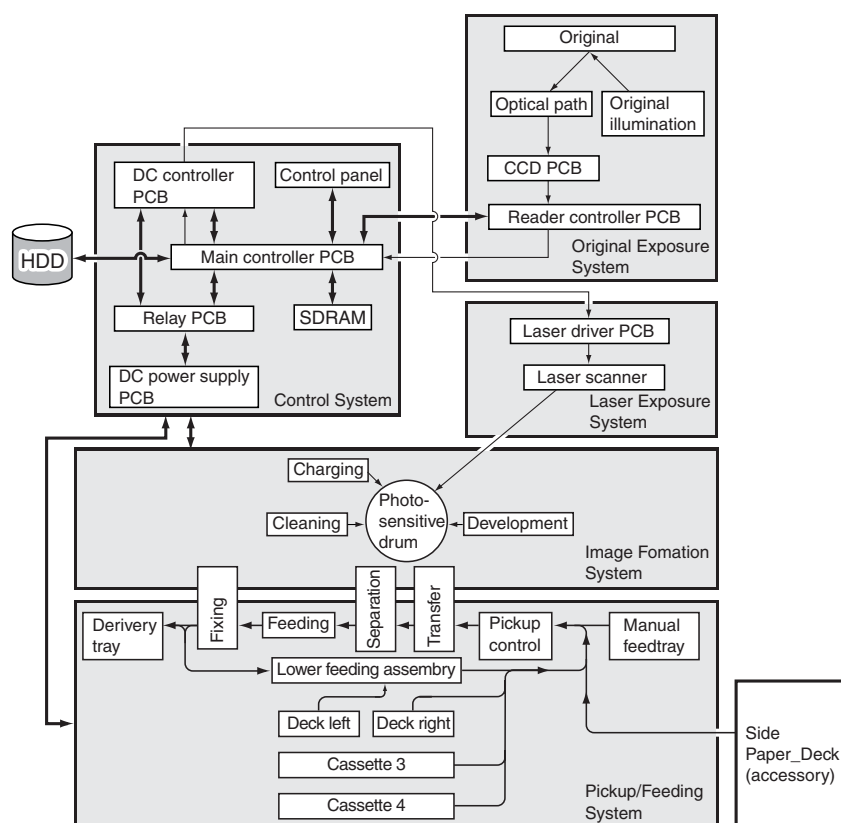 Original
Optical path
Original
illumination
CCD PCB
Reader controller PCB
Original Exposure
System
DC controller
PCB
Control panel
HDD
Main controller PCB
Relay PCB
SDRAM
DC power supply
PCB
Control System
Laser driver PCB
Laser scanner
Laser Exposure
System
Charging
Photo-
sensitive
drum
Cleaning
Development
Image Fomation
System
Fixing
Separation
Transfer
Derivery
tray
Feeding
Pickup
control
Manual
feedtray
Lower feeding assembry
Deck left
Deck right
Cassette 3
Cassette 4
Side
Paper_Deck
(accessory)
Pickup/Feeding
System